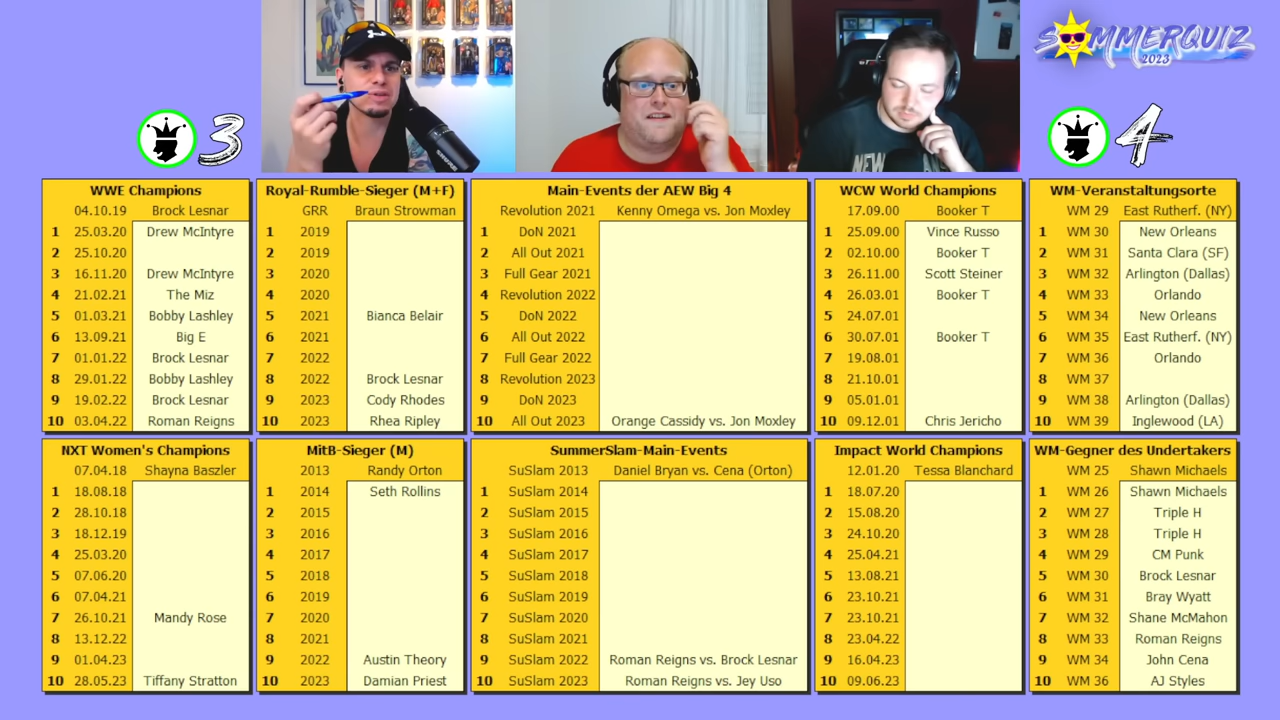 SOMMERQUIZ
2023
3
4
NEW
WWE Champions
04.10.19 Brock Lesnar
1 25.03.20 Drew McIntyre
2 25.10.20
3 16.11.20 Drew McIntyre
4 21.02.21 The Miz
5 01.03.21 Bobby Lashley
6 13.09.21 Big E
7 01.01.22 Brock Lesnar
8 29.01.22 Bobby Lashley
9 19.02.22 Brock Lesnar
10 03.04.22 Roman Reigns
Royal-Rumble-Sieger (M+F)
GRR Braun Strowman
1 2019
2 2019
3 2020
4 2020
5 2021 Bianca Belair
6 2021
7 2022
8 2022 Brock Lesnar
9 2023 Cody Rhodes
10 2023 Rhea Ripley
Main-Events der AEW Big 4
Revolution 2021 Kenny Omega vs. Jon Moxley
1 DoN 2021
2 All Out 2021
3 Full Gear 2021
4 Revolution 2022
5 DoN 2022
6 All Out 2022
7 Full Gear 2022
8 Revolution 2023
9 DoN 2023
10 All Out 2023 Orange Cassidy vs. Jon Moxley
WCW World Champions
17.09.00 Booker T
1 25.09.00 Vince Russo
2 02.10.00 Booker T
3 26.11.00 Scott Steiner
4 26.03.01 Booker T
5 24.07.01
6 30.07.01 Booker T
7 19.08.01
8 21.10.01
9 05.01.01
10 09.12.01 Chris Jericho
WM-Veranstaltungsorte
WM 29 East Rutherf. (NY)
1 WM 30 New Orleans
2 WM 31 Santa Clara (SF)
3 WM 32 Arlington (Dallas)
4 WM 33 Orlando
5 WM 34 New Orleans
6 WM 35 East Rutherf. (NY)
7 WM 36 Orlando
8 WM 37
9 WM 38 Arlington (Dallas)
10 WM 39 Inglewood (LA)
NXT Women's Champions
07.04.18 Shayna Baszler
1 18.08.18
2 28.10.18
3 18.12.19
4 25.03.20
5 07.06.20
6 07.04.21
7 26.10.21 Mandy Rose
8 13.12.22
9 01.04.23
10 28.05.23 Tiffany Stratton
MitB-Sieger (M)
2013 Randy Orton
1 2014 Seth Rollins
2 2015
3 2016
4 2017
5 2018
6 2019
7 2020
8 2021
9 2022 Austin Theory
10 2023 Damian Priest
SummerSlam-Main-Events
SuSlam 2013 Daniel Bryan vs. Cena (Orton)
1 SuSlam 2014
2 SuSlam 2015
3 SuSlam 2016
4 SuSlam 2017
5 SuSlam 2018
6 SuSlam 2019
7 SuSlam 2020
8 SuSlam 2021
9 SuSlam 2022 Roman Reigns vs. Brock Lesnar
10 SuSlam 2023 Roman Reigns vs. Jey Uso
Impact World Champions
12.01.20 Tessa Blanchard
1 18.07.20
2 15.08.20
3 24.10.20
4 25.04.21
5 13.08.21
6 23.10.21
7 23.10.21
8 23.04.22
9 16.04.23
10 09.06.23
WM-Gegner des Undertakers
WM 25 Shawn Michaels
1 WM 26 Shawn Michaels
2 WM 27 Triple H
3 WM 28 Triple H
4 WM 29 CM Punk
5 WM 30 Brock Lesnar
6 WM 31 Bray Wyatt
7 WM 32 Shane McMahon
8 WM 33 Roman Reigns
9 WM 34 John Cena
10 WM 36 AJ Styles